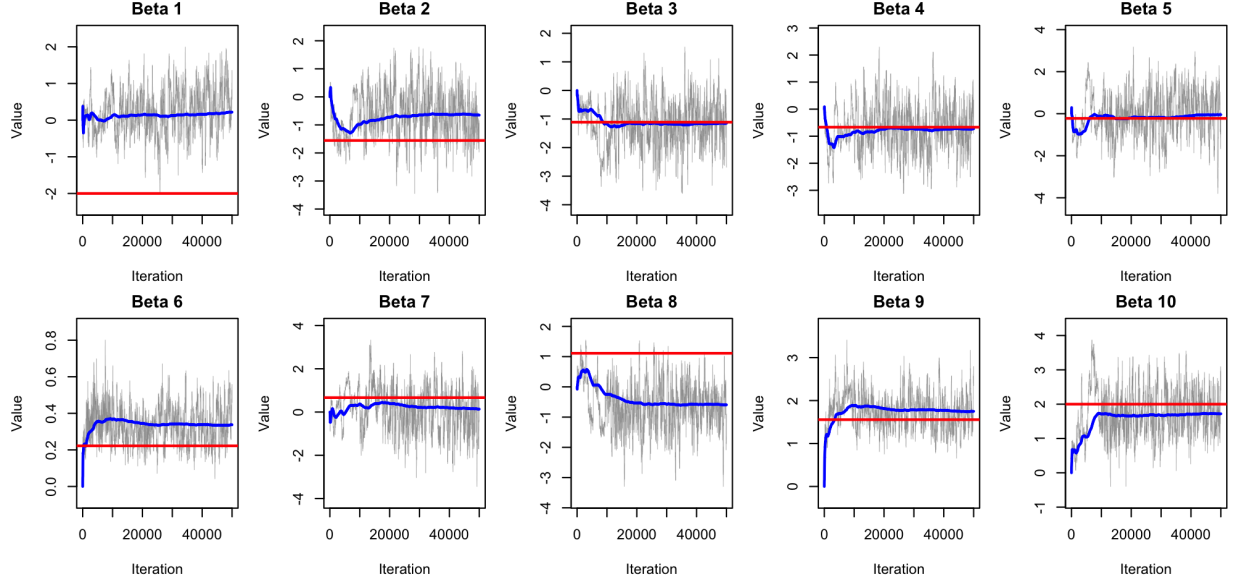 Beta 1
Value
2
1
0
-1
-2
0 20000 40000
Iteration
Beta 2
Value
2
1
0
-1
-2
-3
-4
0 20000 40000
Iteration
Beta 3
Value
2
1
0
-1
-2
-3
-4
0 20000 40000
Iteration
Beta 4
Value
3
2
1
0
-1
-2
-3
0 20000 40000
Iteration
Beta 5
Value
4
2
0
-2
-4
0 20000 40000
Iteration
Beta 6
Value
0.8
0.6
0.4
0.2
0.0
0 20000 40000
Iteration
Beta 7
Value
4
2
0
-2
-4
0 20000 40000
Iteration
Beta 8
Value
2
1
0
-1
-2
-3
-4
0 20000 40000
Iteration
Beta 9
Value
3
2
1
0
0 20000 40000
Iteration
Beta 10
Value
4
3
2
1
0
-1
0 20000 40000
Iteration